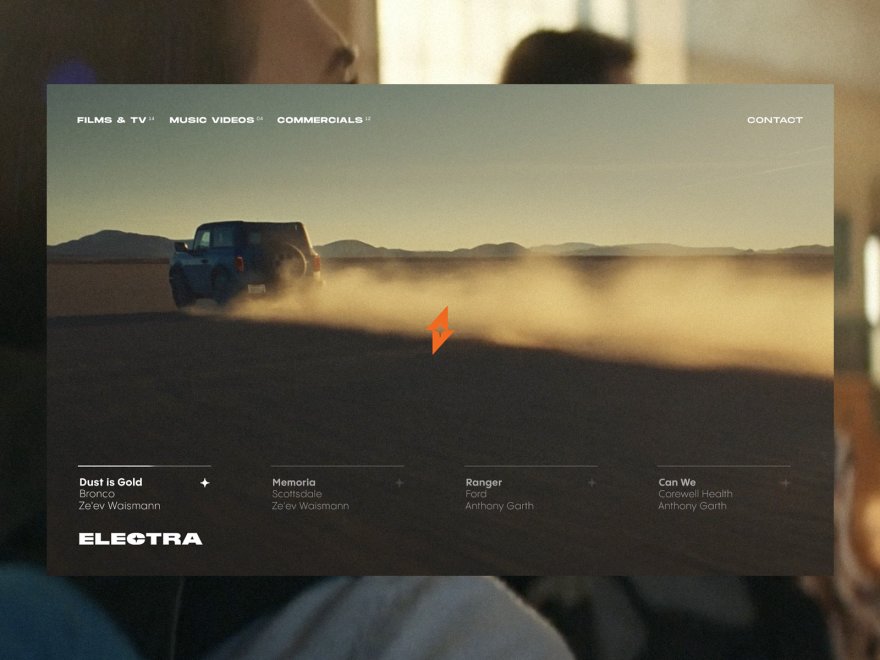 FILMS & TV 14 MUSIC VIDEOS 04 COMMERCIALS 12 CONTACT
Dust is Gold
Bronco
Ze'ev Waismann
Memoria
Scottsdale
Ze'ev Waismann
Ranger
Ford
Anthony Garth
Can We
Corewell Health
Anthony Garth
ELECTRA